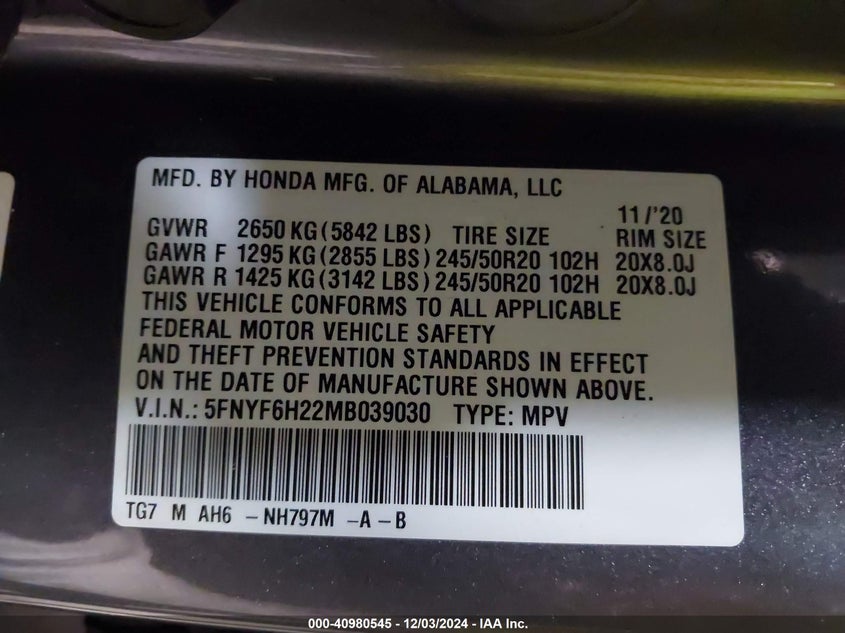 MFD. BY HONDA MFG. OF ALABAMA, LLC
11/'20
GVWR 2650 KG (5842 LBS) TIRE SIZE RIM SIZE
GAWR F 1295 KG (2855 LBS) 245/50R20 102H 20X8.0J
GAWR R 1425 KG (3142 LBS) 245/50R20 102H 20X8.0J
THIS VEHICLE CONFORMS TO ALL APPLICABLE
FEDERAL MOTOR VEHICLE SAFETY
AND THEFT PREVENTION STANDARDS IN EFFECT
ON THE DATE OF MANUFACTURE SHOWN ABOVE.
V.I.N.: 5FNYF6H22MB039030 TYPE: MPV
TG7 M AH6 - NH797M - A - B
000-40980545 - 12/03/2024 - IAA Inc.